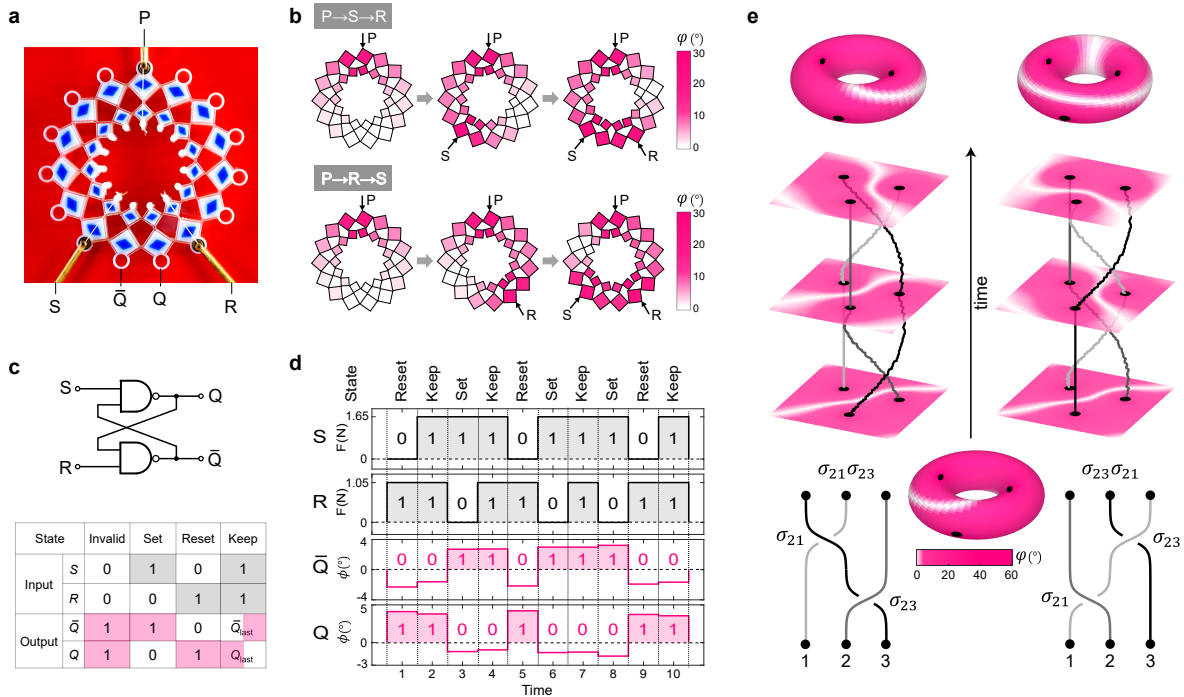 a
P
S
Q̄
Q
R
b
P→S→R
P
P
P
S
S
R
φ (°)
30
20
10
0
P→R→S
P
P
P
R
S
R
φ (°)
30
20
10
0
c
S
Q
R
Q̄
State Invalid Set Reset Keep
Input S 0 1 0 1
R 0 0 1 1
Output Q̄ 1 1 0 Q̄last
Q 1 0 1 Qlast
d
State Reset Keep Set Keep Reset Set Keep Set Reset Keep
S F(N) 1.65 0
0 1 1 1 0 1 1 1 0 1
R F(N) 1.05 0
1 1 0 1 1 0 1 0 1 1
Q̄ ϕ(°) 4 0 -4
0 0 1 1 0 1 1 1 0 0
Q ϕ(°) 4 0 -3
1 1 0 0 1 0 0 0 1 1
1 2 3 4 5 6 7 8 9 10
Time
e
time
σ21σ23
σ21
σ23
1 2 3
φ(°)
0 20 40 60
σ23σ21
σ23
σ21
1 2 3